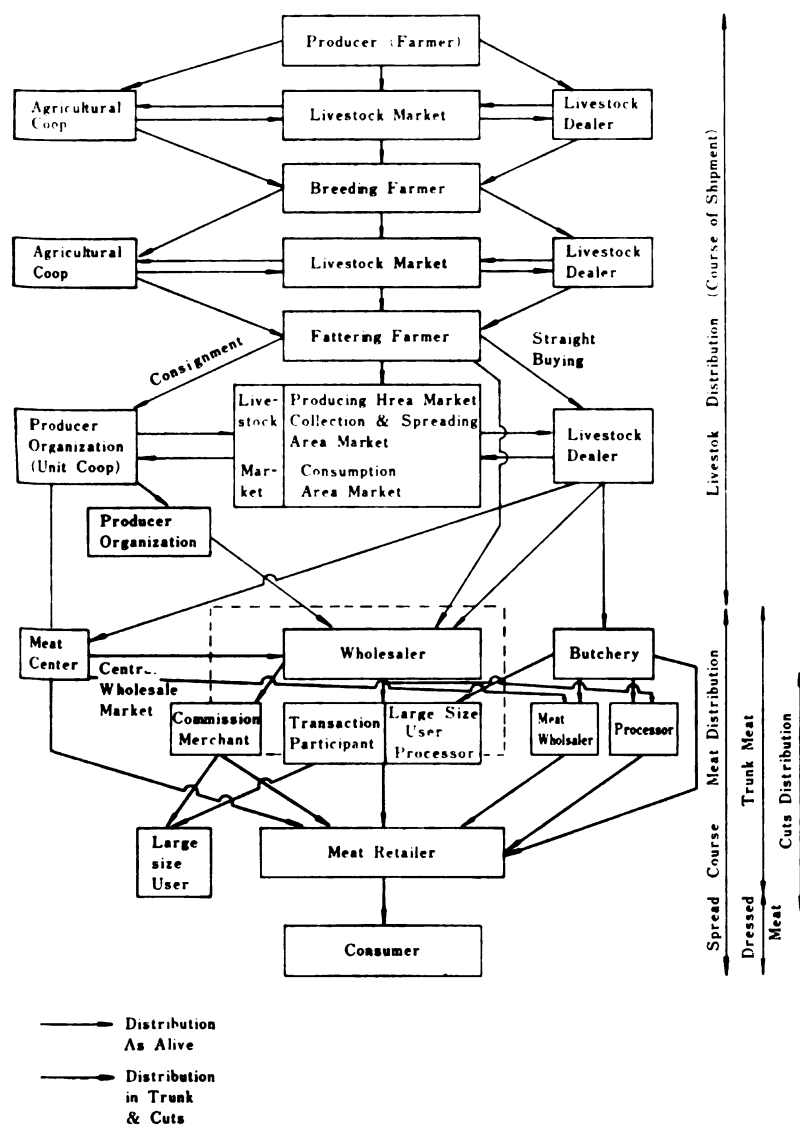 Producer (Farmer)
Agricultural
Coop
Livestock Market
Livestock
Dealer
Breeding Farmer
Agricultural
Coop
Livestock Market
Livestock
Dealer
Fattering Farmer
Consignment
Straight
Buying
Producer
Organization
(Unit Coop)
Live-
stock
Mar-
ket
Producing Hrea Market
Collection & Spreading
Area Market
Consumption
Area Market
Livestock
Dealer
Producer
Organization
Meat
Center
Wholesaler
Butchery
Central
Wholesale
Market
Commission
Merchant
Transaction
Participant
Large Size
User
Processor
Meat
Wholsaler
Processor
Large
size
User
Meat Retailer
Consumer
Livestok Distribution (Course of Shipment)
Spread Course Meat Distribution
Trunk Meat
Dressed
Meat
Cuts Distribution
Distribution
As Alive
Distribution
in Trunk
& Cuts